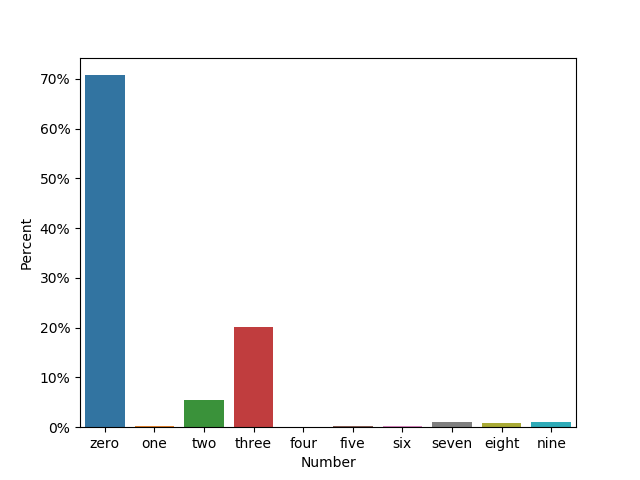 70%
60%
50%
40%
30%
20%
10%
0%
Percent
zero one two three four five six seven eight nine
Number